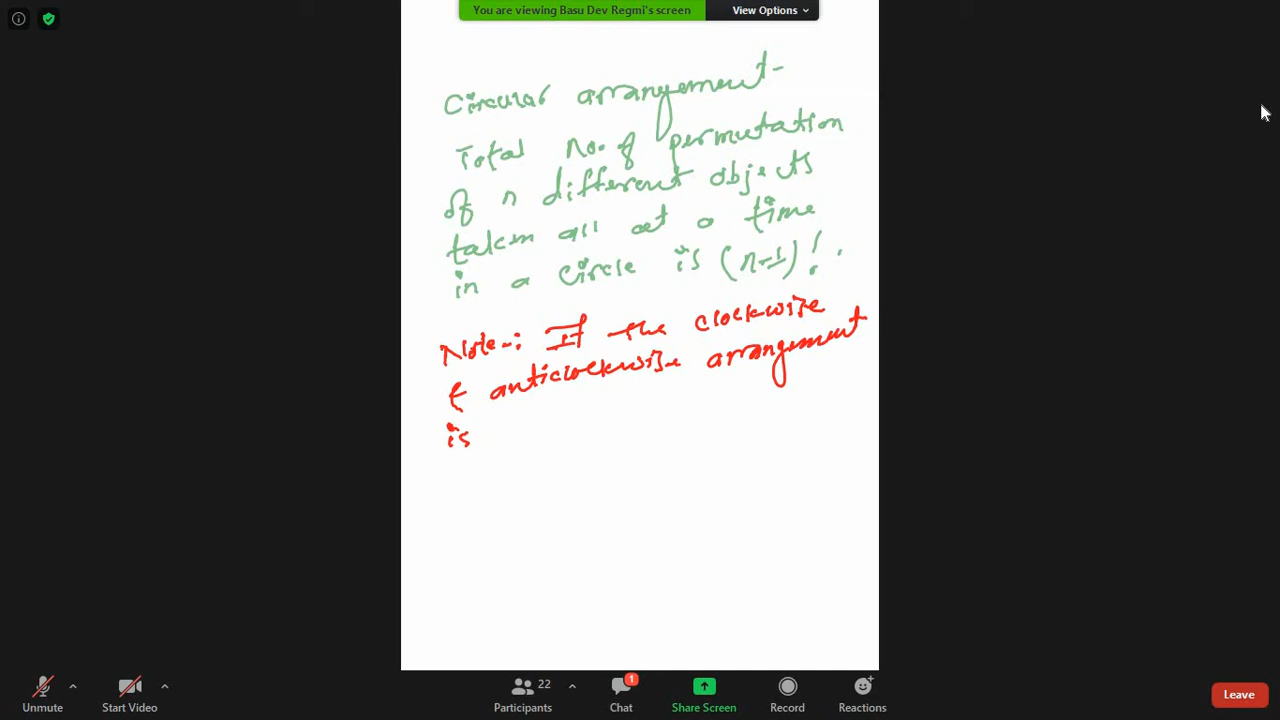 You are viewing Basu Dev Regmi's screen View Options
Circular arrangement-
Total No. of permutation
of n different objects
taken all at a time
in a circle is (n-1)!.
Note-: If the clockwise
& anticlockwise arrangement
is
Unmute Start Video 22 Participants 1 Chat Share Screen Record Reactions Leave